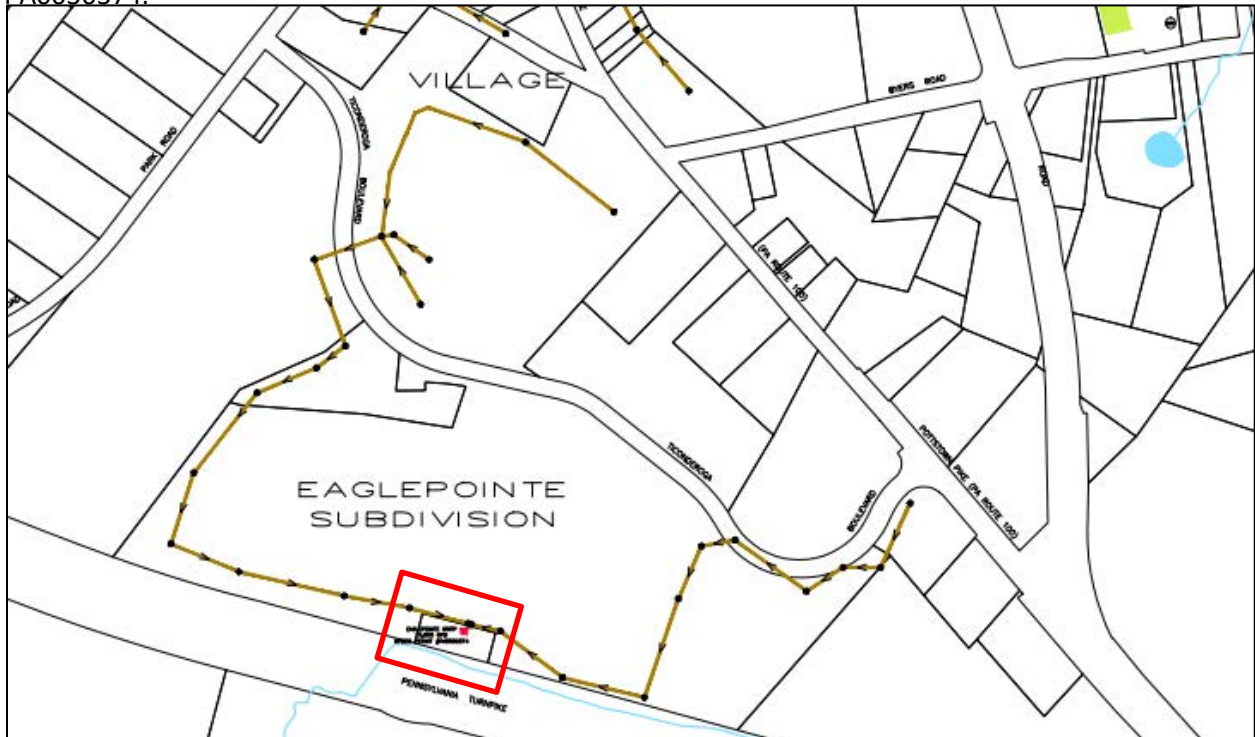 PA0050574.
VILLAGE
TICONDEROGA
BOULEVARD
PARK ROAD
BYERS ROAD
ROAD
(PA ROUTE 100)
EAGLEPOINTE
SUBDIVISION
TICONDEROGA
BOULEVARD
POTTSTOWN PIKE (PA ROUTE 100)
PENNSYLVANIA TURNPIKE